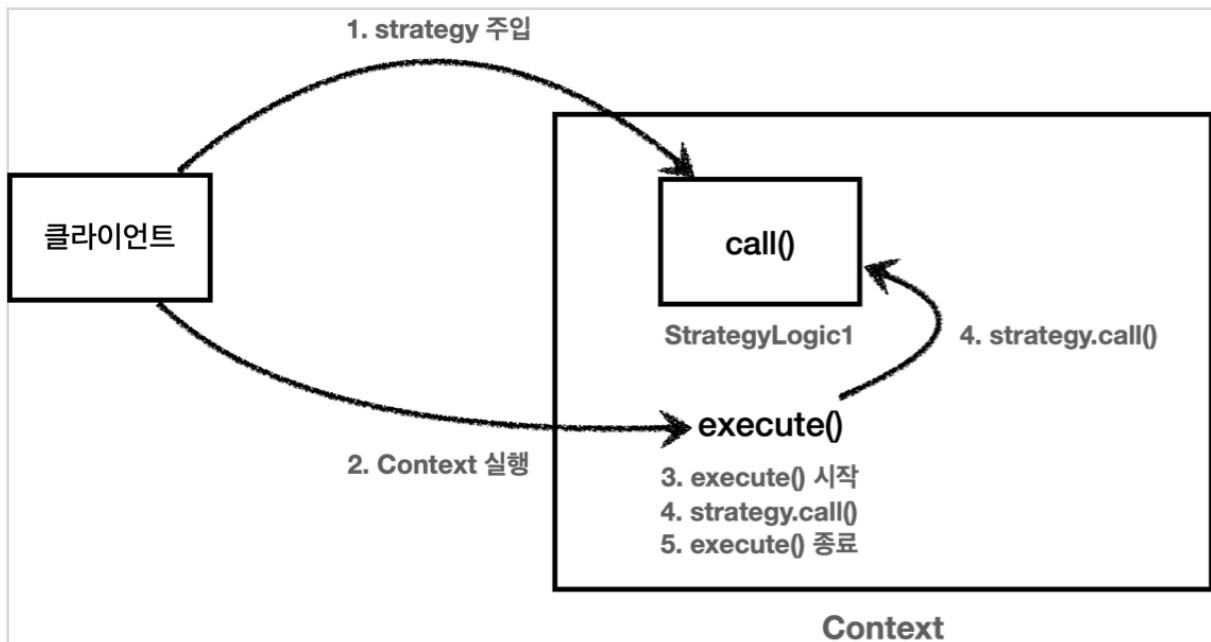 1. strategy 주입
클라이언트
call()
StrategyLogic1
4. strategy.call()
execute()
2. Context 실행
3. execute() 시작
4. strategy.call()
5. execute() 종료
Context